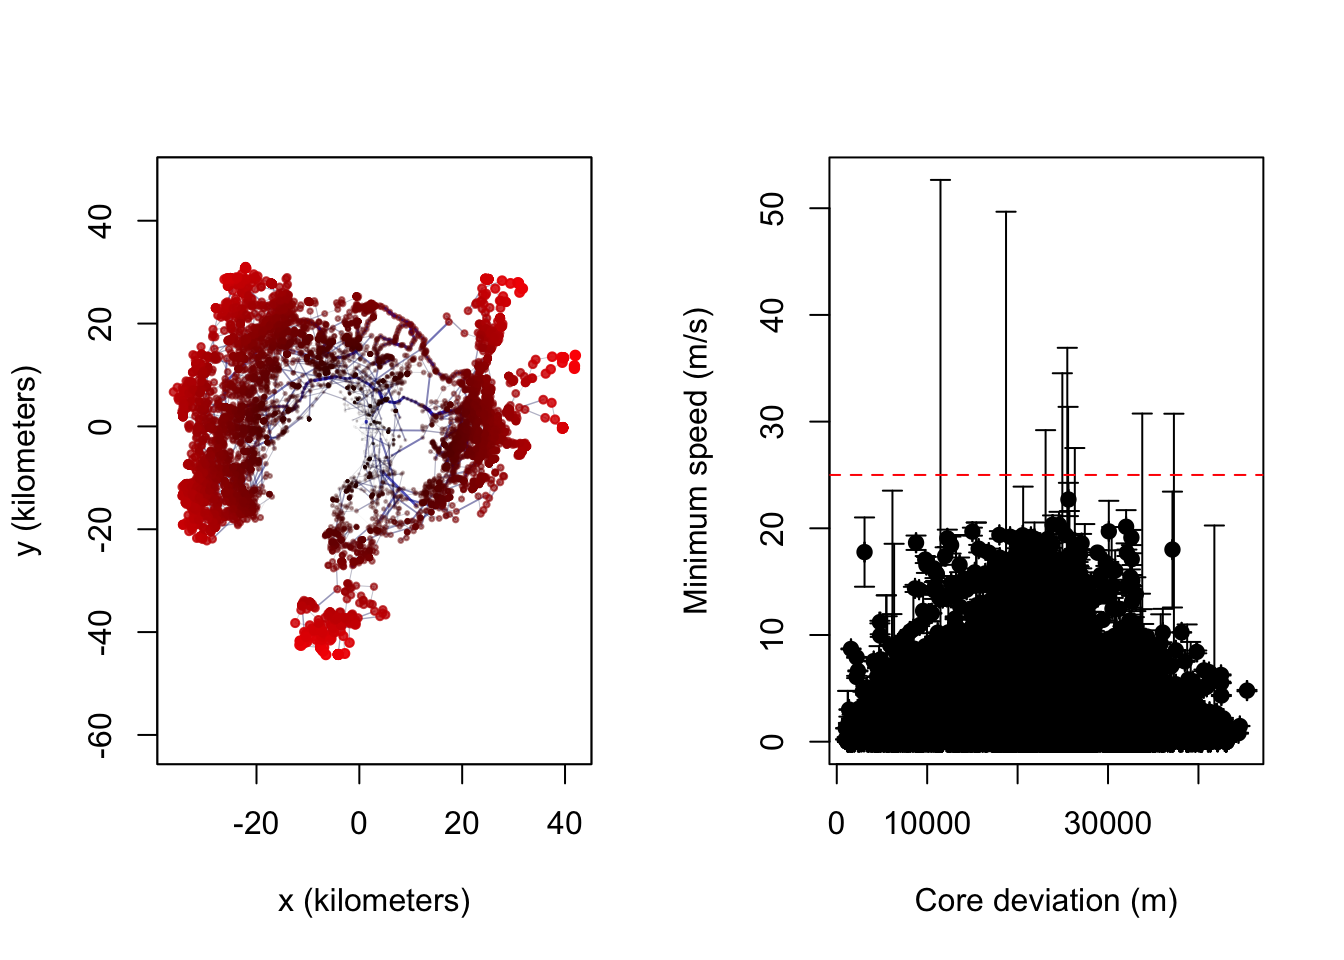 40
20
0
-20
-40
-60
y (kilometers)
-20 0 20 40
x (kilometers)
50
40
30
20
10
0
Minimum speed (m/s)
0 10000 30000
Core deviation (m)